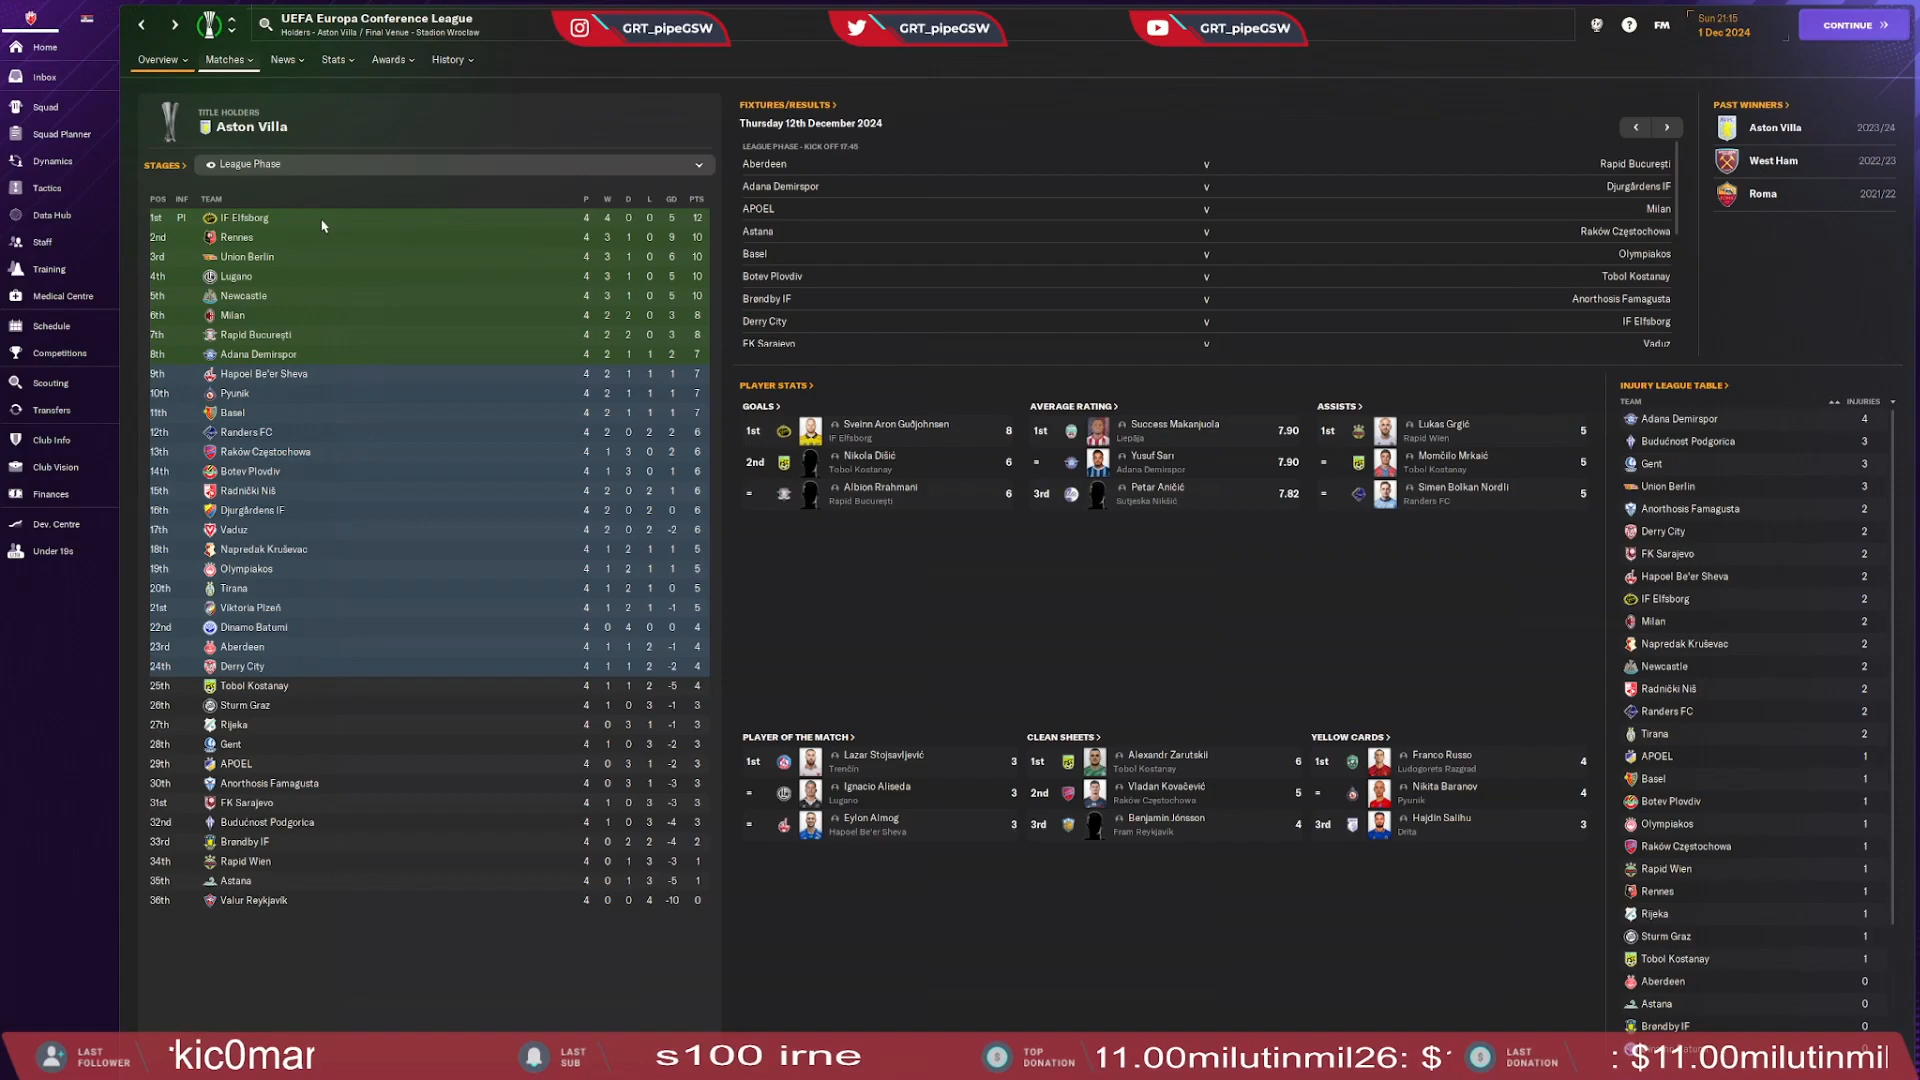 UEFA Europa Conference League
Holders - Aston Villa / Final Venue - Stadion Wrocław
GRT_pipeGSW
GRT_pipeGSW
GRT_pipeGSW
FM
Sun 21:15
1 Dec 2024
CONTINUE
Overview
Matches
News
Stats
Awards
History
Home
Inbox
Squad
Squad Planner
Dynamics
Tactics
Data Hub
Staff
Training
Medical Centre
Schedule
Competitions
Scouting
Transfers
Club Info
Club Vision
Finances
Dev. Centre
Under 19s
TITLE HOLDERS
Aston Villa
STAGES > League Phase
POS INF TEAM P W D L GD PTS
1st Pl IF Elfsborg 4 4 0 0 5 12
2nd Rennes 4 3 1 0 9 10
3rd Union Berlin 4 3 1 0 6 10
4th Lugano 4 3 1 0 5 10
5th Newcastle 4 3 1 0 5 10
6th Milan 4 2 2 0 3 8
7th Rapid București 4 2 2 0 3 8
8th Adana Demirspor 4 2 1 1 2 7
9th Hapoel Be'er Sheva 4 2 1 1 1 7
10th Pyunik 4 2 1 1 1 7
11th Basel 4 2 1 1 1 7
12th Randers FC 4 2 0 2 2 6
13th Raków Częstochowa 4 1 3 0 2 6
14th Botev Plovdiv 4 1 3 0 1 6
15th Radnički Niš 4 2 0 2 1 6
16th Djurgårdens IF 4 2 0 2 0 6
17th Vaduz 4 2 0 2 -2 6
18th Napredak Kruševac 4 1 2 1 1 5
19th Olympiakos 4 1 2 1 1 5
20th Tirana 4 1 2 1 0 5
21st Viktoria Plzeň 4 1 2 1 -1 5
22nd Dinamo Batumi 4 0 4 0 0 4
23rd Aberdeen 4 1 1 2 -1 4
24th Derry City 4 1 1 2 -2 4
25th Tobol Kostanay 4 1 1 2 -5 4
26th Sturm Graz 4 1 0 3 -1 3
27th Rijeka 4 0 3 1 -1 3
28th Gent 4 1 0 3 -2 3
29th APOEL 4 0 3 1 -2 3
30th Anorthosis Famagusta 4 0 3 1 -3 3
31st FK Sarajevo 4 1 0 3 -3 3
32nd Budućnost Podgorica 4 1 0 3 -4 3
33rd Brøndby IF 4 0 2 2 -4 2
34th Rapid Wien 4 0 1 3 -3 1
35th Astana 4 0 1 3 -5 1
36th Valur Reykjavík 4 0 0 4 -10 0
FIXTURES/RESULTS >
Thursday 12th December 2024
LEAGUE PHASE - KICK OFF 17:45
Aberdeen v Rapid București
Adana Demirspor v Djurgårdens IF
APOEL v Milan
Astana v Raków Częstochowa
Basel v Olympiakos
Botev Plovdiv v Tobol Kostanay
Brøndby IF v Anorthosis Famagusta
Derry City v IF Elfsborg
FK Sarajevo v Vaduz
PAST WINNERS >
Aston Villa 2023/24
West Ham 2022/23
Roma 2021/22
PLAYER STATS >
GOALS >
1st Sveinn Aron Guðjohnsen 8
IF Elfsborg
2nd Nikola Dišić 6
Tobol Kostanay
= Albion Rrahmani 6
Rapid București
AVERAGE RATING >
1st Success Makanjuola 7.90
Liepāja
= Yusuf Sarı 7.90
Adana Demirspor
3rd Petar Aničić 7.82
Sutjeska Nikšić
ASSISTS >
1st Lukas Grgić 5
Rapid Wien
= Momčilo Mrkaić 5
Tobol Kostanay
= Simen Bolkan Nordli 5
Randers FC
PLAYER OF THE MATCH >
1st Lazar Stojsavljević 3
Trenčín
= Ignacio Aliseda 3
Lugano
= Eylon Almog 3
Hapoel Be'er Sheva
CLEAN SHEETS >
1st Alexandr Zarutskii 6
Tobol Kostanay
2nd Vladan Kovačević 5
Raków Częstochowa
3rd Benjamín Jónsson 4
Fram Reykjavík
YELLOW CARDS >
1st Franco Russo 4
Ludogorets Razgrad
= Nikita Baranov 4
Pyunik
3rd Hajdin Salihu 3
Drita
INJURY LEAGUE TABLE >
TEAM INJURIES
Adana Demirspor 4
Budućnost Podgorica 3
Gent 3
Union Berlin 3
Anorthosis Famagusta 2
Derry City 2
FK Sarajevo 2
Hapoel Be'er Sheva 2
IF Elfsborg 2
Milan 2
Napredak Kruševac 2
Newcastle 2
Radnički Niš 2
Randers FC 2
Tirana 2
APOEL 1
Basel 1
Botev Plovdiv 1
Olympiakos 1
Raków Częstochowa 1
Rapid Wien 1
Rennes 1
Rijeka 1
Sturm Graz 1
Tobol Kostanay 1
Aberdeen 0
Astana 0
Brøndby IF 0
LAST FOLLOWER
kic0mar
LAST SUB
s100 irne
TOP DONATION
11.00milutinmil26: $
LAST DONATION
: $11.00milutinmil